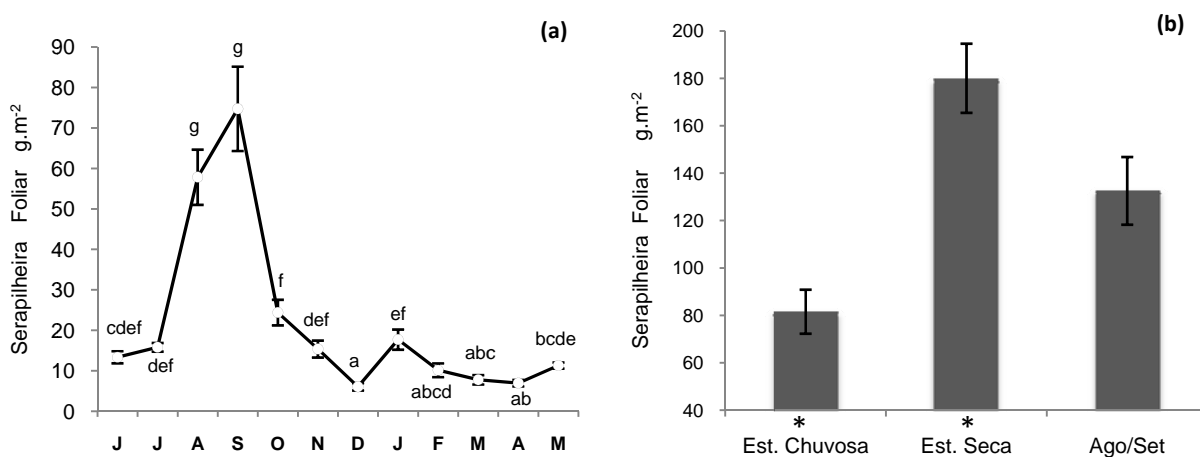 (a)
Serapilheira Foliar g.m-2
90
80
70
60
50
40
30
20
10
0
cdef
def
g
g
f
def
a
ef
abcd
abc
ab
bcde
J J A S O N D J F M A M
(b)
Serapilheira Foliar g.m-2
200
180
160
140
120
100
80
60
40
* *
Est. Chuvosa Est. Seca Ago/Set